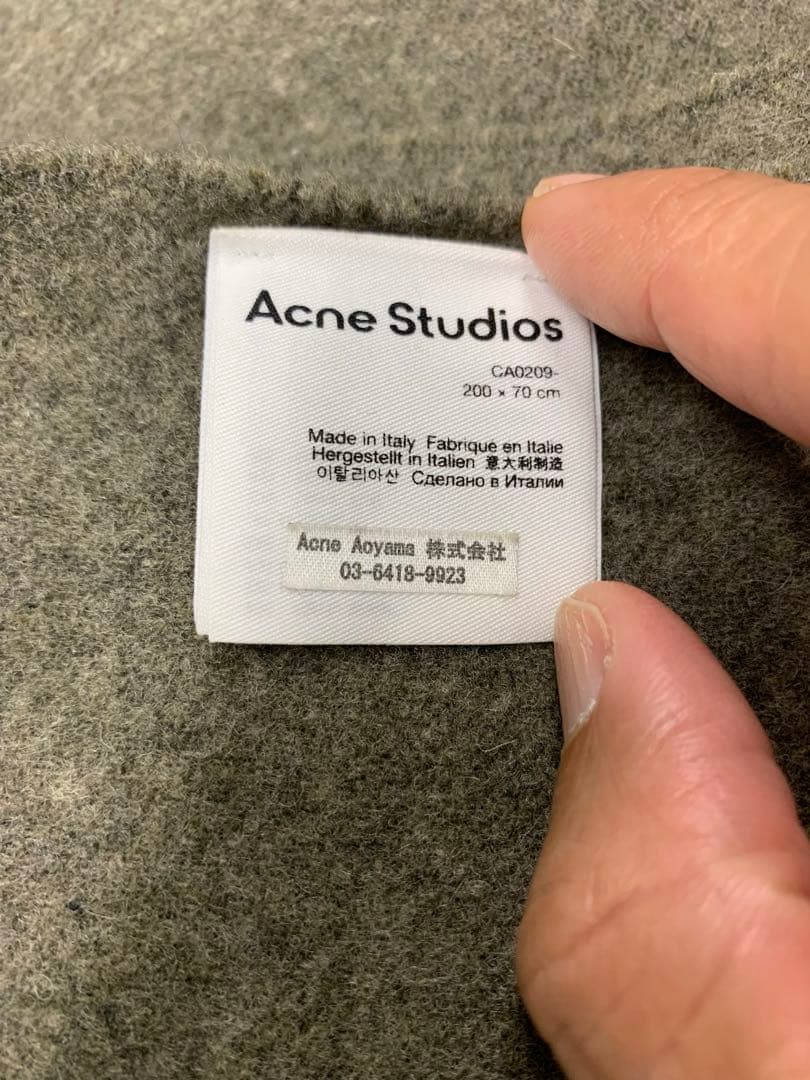 Acne Studios
CA0209-
200 × 70 cm
Made in Italy Fabriqué en Italie
Hergestellt in Italien 意大利制造
이탈리아산 Сделано в Италии
Acne Aoyama 株式会社
03-6418-9923